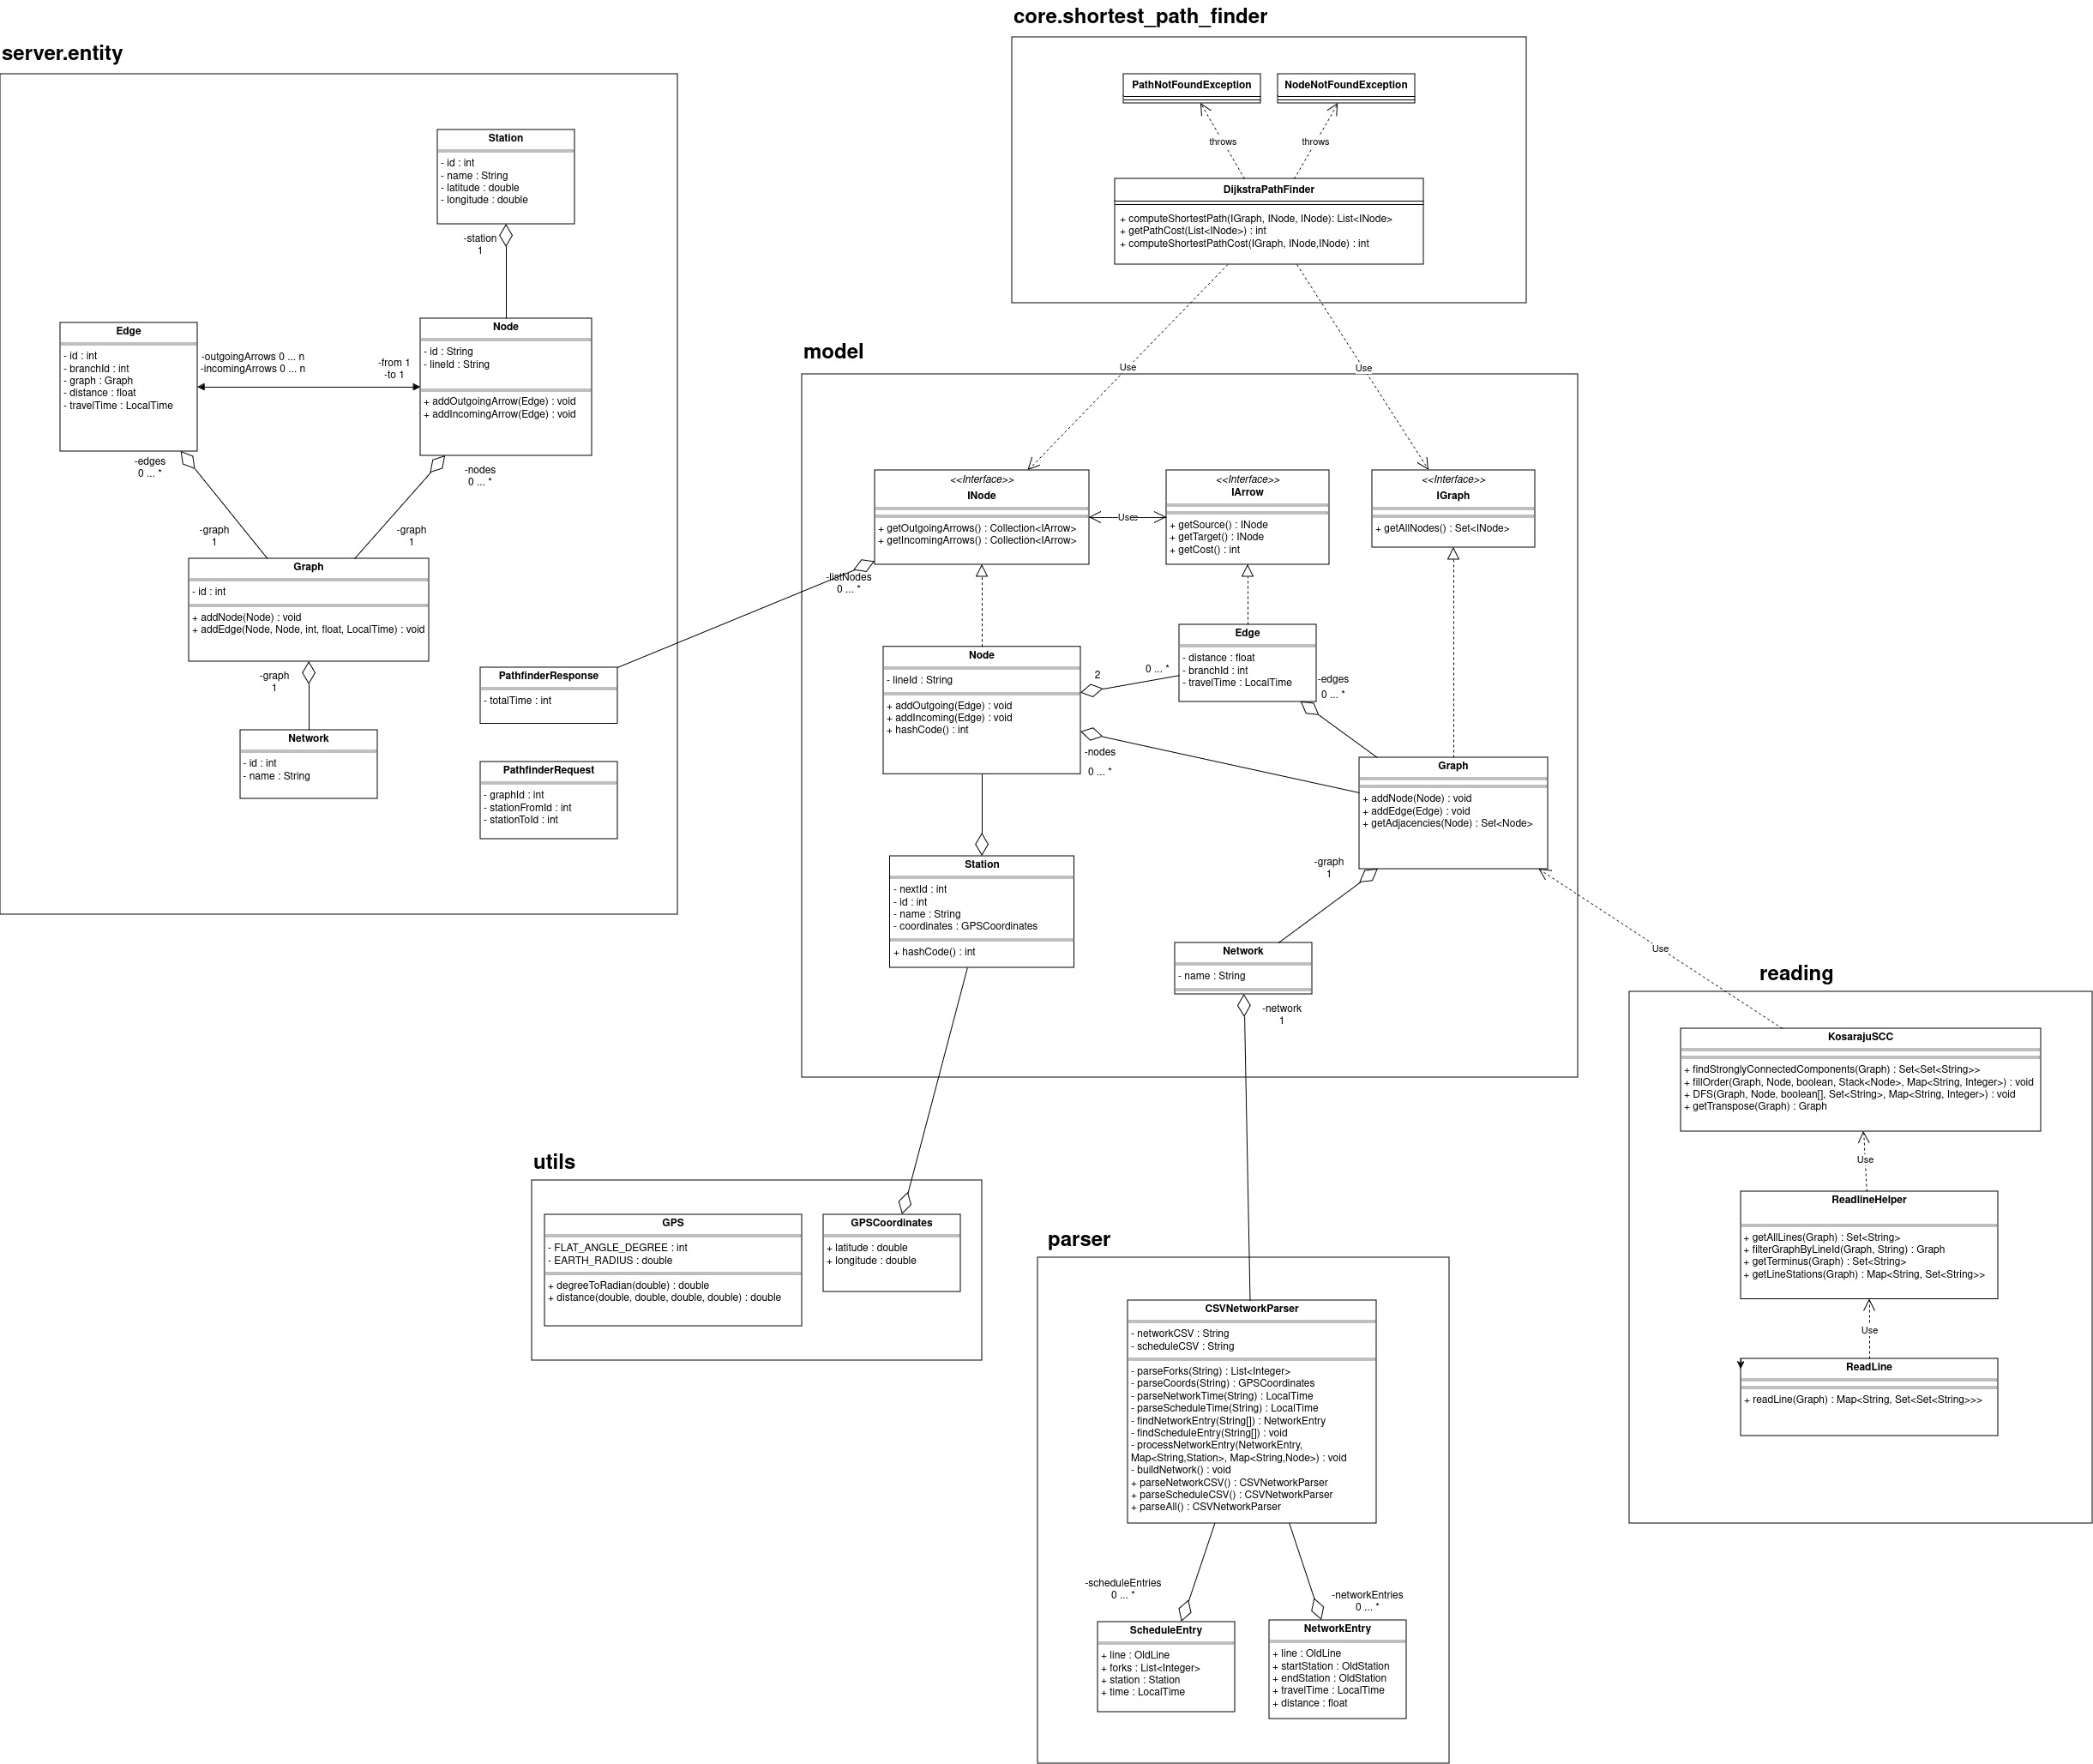 core.shortest_path_finder
PathNotFoundException
NodeNotFoundException
throws
throws
DijkstraPathFinder
+ computeShortestPath(IGraph, INode, INode): List<INode>
+ getPathCost(List<INode>) : int
+ computeShortestPathCost(IGraph, INode,INode) : int
Use
Use
server.entity
Station
- id : int
- name : String
- latitude : double
- longitude : double
-station
1
Edge
- id : int
- branchId : int
- graph : Graph
- distance : float
- travelTime : LocalTime
-outgoingArrows 0 ... n
-incomingArrows 0 ... n
-from 1
-to 1
Node
- id : String
- lineId : String
+ addOutgoingArrow(Edge) : void
+ addIncomingArrow(Edge) : void
-edges
0 ... *
-nodes
0 ... *
-graph
1
-graph
1
Graph
- id : int
+ addNode(Node) : void
+ addEdge(Node, Node, int, float, LocalTime) : void
-graph
1
Network
- id : int
- name : String
PathfinderResponse
- totalTime : int
PathfinderRequest
- graphId : int
- stationFromId : int
- stationToId : int
model
<<Interface>>
INode
+ getOutgoingArrows() : Collection<IArrow>
+ getIncomingArrows() : Collection<IArrow>
Use
<<Interface>>
IArrow
+ getSource() : INode
+ getTarget() : INode
+ getCost() : int
<<Interface>>
IGraph
+ getAllNodes() : Set<INode>
-listNodes
0 ... *
Node
- lineId : String
+ addOutgoing(Edge) : void
+ addIncoming(Edge) : void
+ hashCode() : int
2
0 ... *
Edge
- distance : float
- branchId : int
- travelTime : LocalTime
-edges
0 ... *
-nodes
0 ... *
Graph
+ addNode(Node) : void
+ addEdge(Edge) : void
+ getAdjacencies(Node) : Set<Node>
Station
- nextId : int
- id : int
- name : String
- coordinates : GPSCoordinates
+ hashCode() : int
-graph
1
Network
- name : String
-network
1
Use
reading
KosarajuSCC
+ findStronglyConnectedComponents(Graph) : Set<Set<String>>
+ fillOrder(Graph, Node, boolean, Stack<Node>, Map<String, Integer>) : void
+ DFS(Graph, Node, boolean[], Set<String>, Map<String, Integer>) : void
+ getTranspose(Graph) : Graph
Use
ReadlineHelper
+ getAllLines(Graph) : Set<String>
+ filterGraphByLineId(Graph, String) : Graph
+ getTerminus(Graph) : Set<String>
+ getLineStations(Graph) : Map<String, Set<String>>
Use
ReadLine
+ readLine(Graph) : Map<String, Set<Set<String>>>
utils
GPS
- FLAT_ANGLE_DEGREE : int
- EARTH_RADIUS : double
+ degreeToRadian(double) : double
+ distance(double, double, double, double) : double
GPSCoordinates
+ latitude : double
+ longitude : double
parser
CSVNetworkParser
- networkCSV : String
- scheduleCSV : String
- parseForks(String) : List<Integer>
- parseCoords(String) : GPSCoordinates
- parseNetworkTime(String) : LocalTime
- parseScheduleTime(String) : LocalTime
- findNetworkEntry(String[]) : NetworkEntry
- findScheduleEntry(String[]) : void
- processNetworkEntry(NetworkEntry,
Map<String,Station>, Map<String,Node>) : void
- buildNetwork() : void
+ parseNetworkCSV() : CSVNetworkParser
+ parseScheduleCSV() : CSVNetworkParser
+ parseAll() : CSVNetworkParser
-scheduleEntries
0 ... *
-networkEntries
0 ... *
ScheduleEntry
+ line : OldLine
+ forks : List<Integer>
+ station : Station
+ time : LocalTime
NetworkEntry
+ line : OldLine
+ startStation : OldStation
+ endStation : OldStation
+ travelTime : LocalTime
+ distance : float